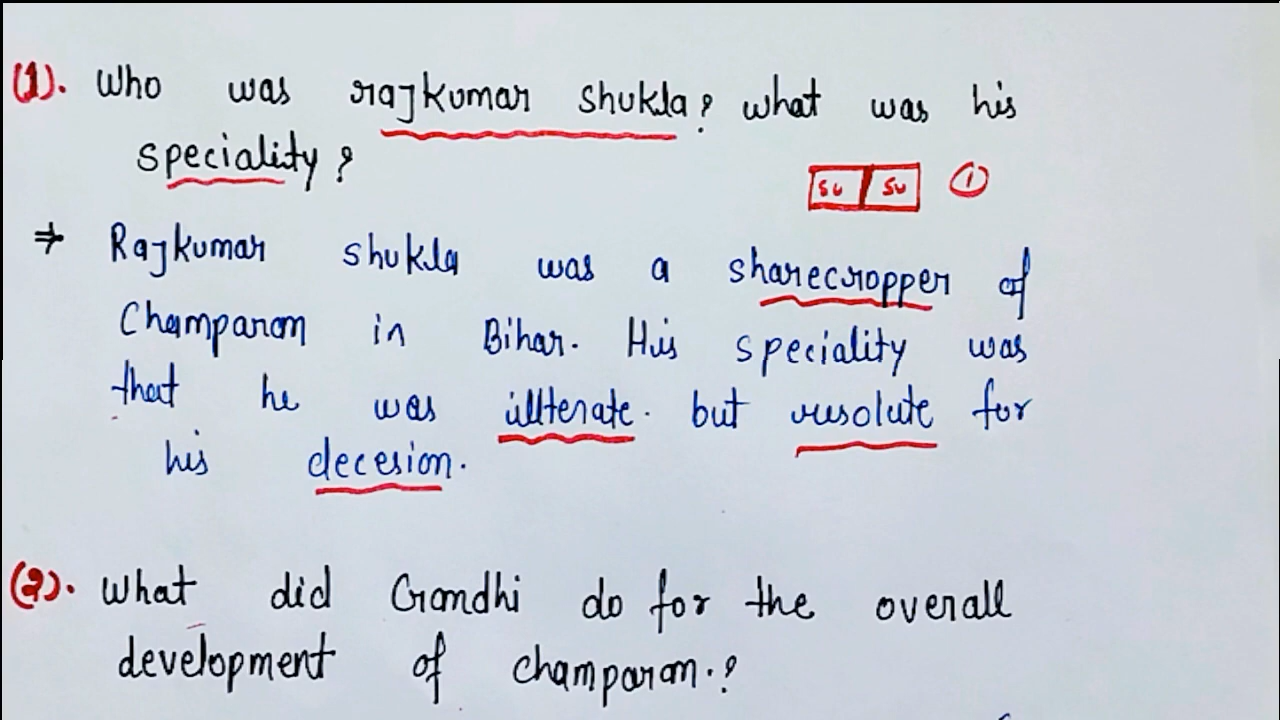 (1). Who was rajkumar shukla? what was his
speciality?
SU SU 1
⇒ Rajkumar shukla was a sharecropper of
Champaran in Bihar. His speciality was
that he was illterate. but resolute for
his decesion.
(2). What did Gandhi do for the overall
development of champaran.?